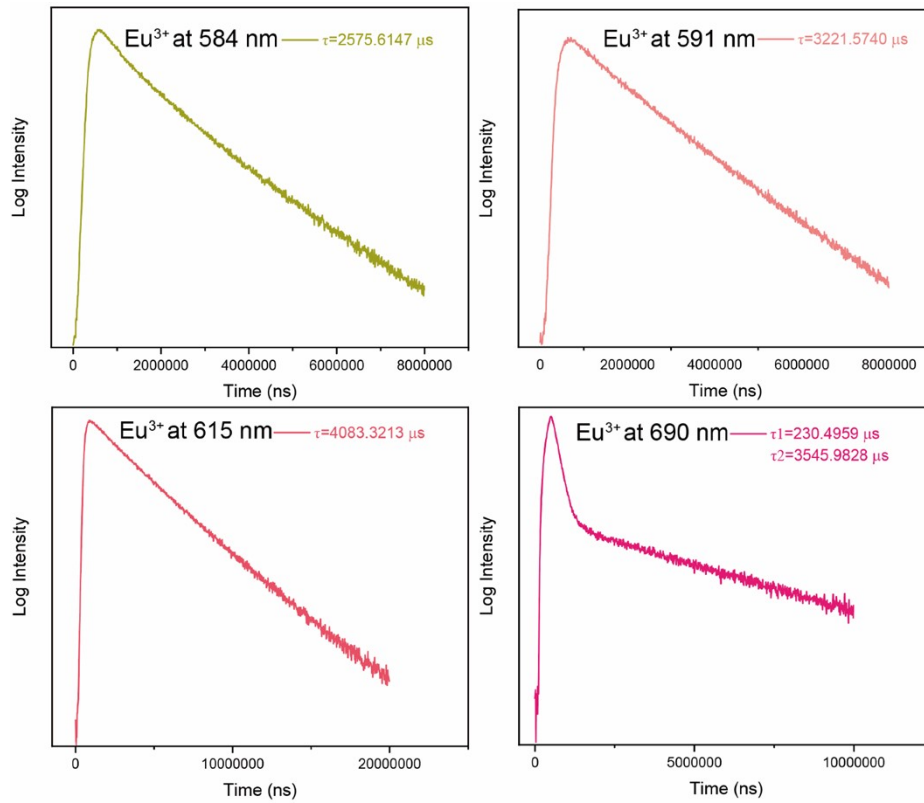 Eu³⁺ at 584 nm τ=2575.6147 μs
Log Intensity
0 2000000 4000000 6000000 8000000
Time (ns)
Eu³⁺ at 591 nm τ=3221.5740 μs
Log Intensity
0 2000000 4000000 6000000 8000000
Time (ns)
Eu³⁺ at 615 nm τ=4083.3213 μs
Log Intensity
0 10000000 20000000
Time (ns)
Eu³⁺ at 690 nm τ1=230.4959 μs
τ2=3545.9828 μs
Log Intensity
0 5000000 10000000
Time (ns)